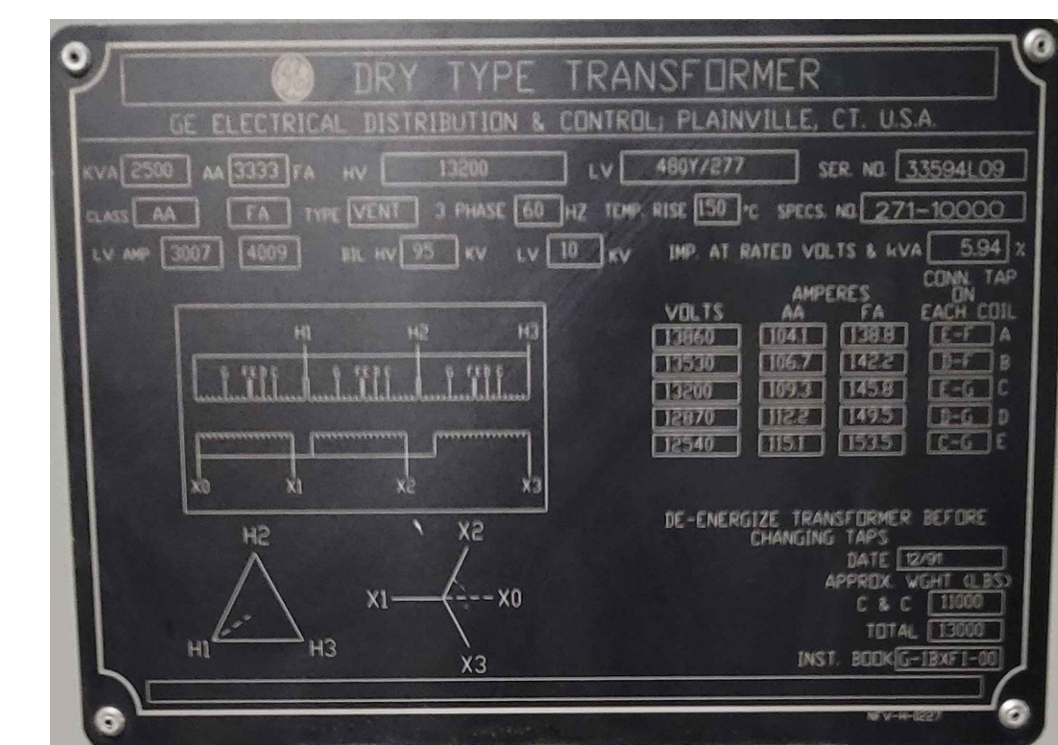 GE DRY TYPE TRANSFORMER
GE ELECTRICAL DISTRIBUTION & CONTROL; PLAINVILLE, CT. U.S.A.
KVA 2500 AA 3333 FA HV 13200 LV 480Y/277 SER. NO. 33594L09
CLASS AA FA TYPE VENT 3 PHASE 60 HZ TEMP. RISE 150 °C SPECS. NO. 271-10000
LV AMP 3007 4009 BIL HV 95 KV LV 10 KV IMP. AT RATED VOLTS & kVA 5.94 %
VOLTS AMPERES AA FA CONN. TAP ON EACH COIL
13860 104.1 138.8 E-F A
13530 106.7 142.2 D-F B
13200 109.3 145.8 E-G C
12870 112.2 149.5 D-G D
12540 115.1 153.5 C-G E
H1 H2 H3
G F E D C G F E D C G F E D C
X0 X1 X2 X3
H2
H1 H3
X2
X1 X0
X3
DE-ENERGIZE TRANSFORMER BEFORE
CHANGING TAPS
DATE 12/91
APPROX. WGHT (LBS)
C & C 11000
TOTAL 13000
INST. BOOK G-1BXF1-00
NFV-H-0227